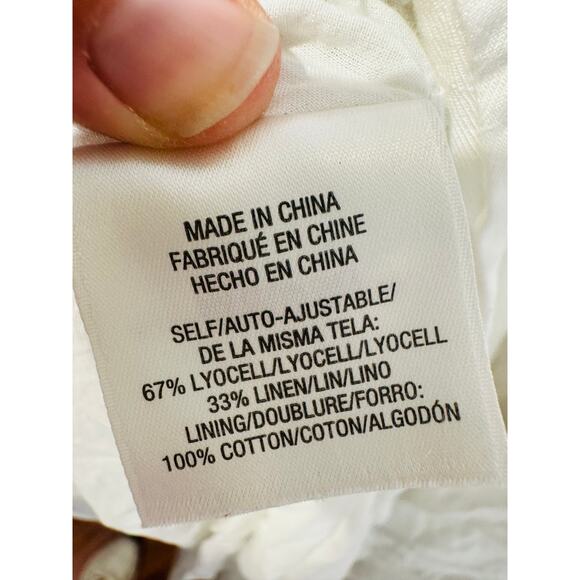 MADE IN CHINA
FABRIQUÉ EN CHINE
HECHO EN CHINA
SELF/AUTO-AJUSTABLE/
DE LA MISMA TELA:
67% LYOCELL/LYOCELL/LYOCELL
33% LINEN/LIN/LINO
LINING/DOUBLURE/FORRO:
100% COTTON/COTON/ALGODÓN